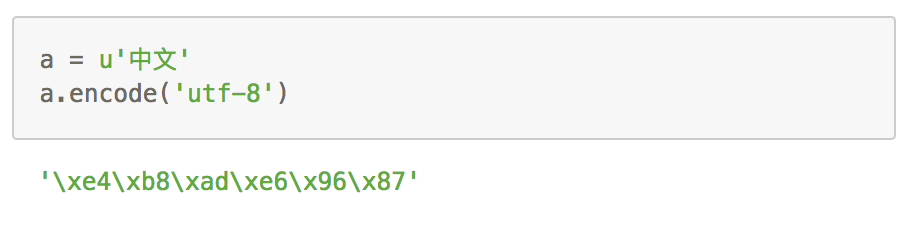 a = u'中文'
a.encode('utf-8')
'\xe4\xb8\xad\xe6\x96\x87'